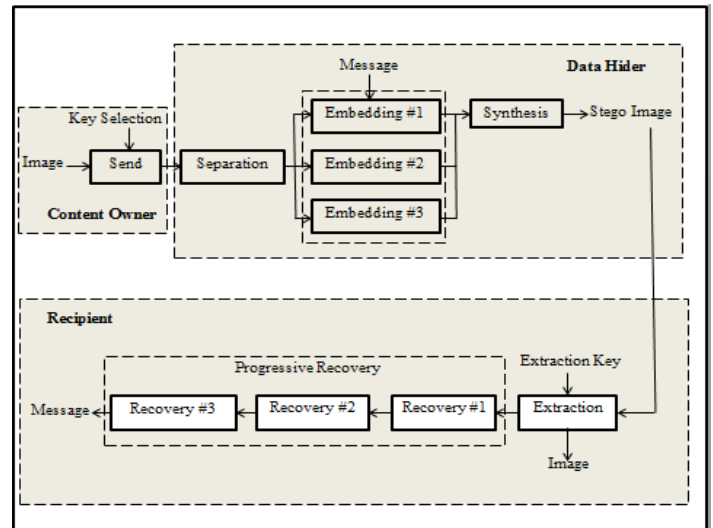 Message
Data Hider
Key Selection
Embedding #1
Synthesis
Stego Image
Image
Send
Separation
Embedding #2
Content Owner
Embedding #3
Recipient
Progressive Recovery
Extraction Key
Message
Recovery #3
Recovery #2
Recovery #1
Extraction
Image